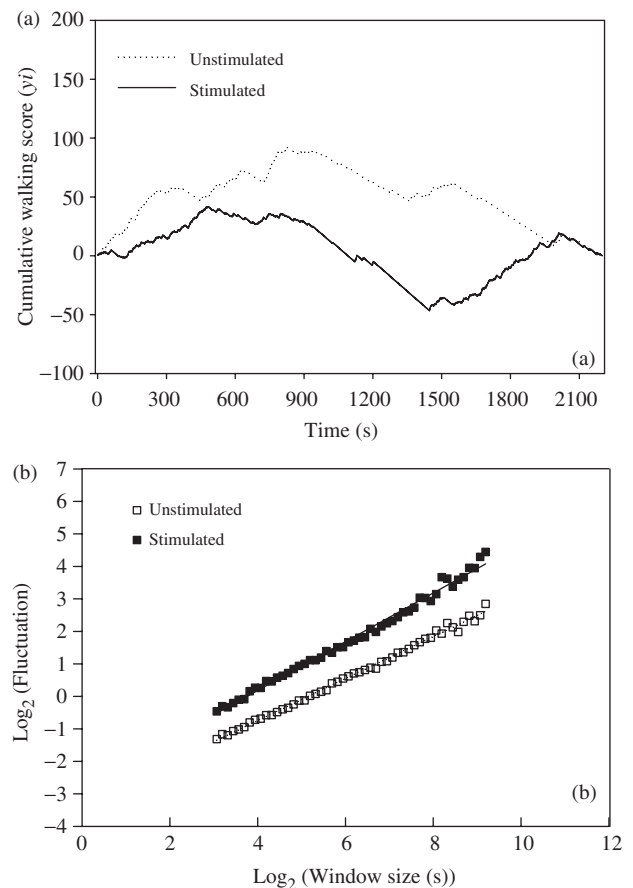 (a)
200
150
100
50
0
−50
−100
Cumulative walking score (yi)
Unstimulated
Stimulated
(a)
0 300 600 900 1200 1500 1800 2100
Time (s)
(b)
7
6
5
4
3
2
1
0
−1
−2
−3
−4
Log2 (Fluctuation)
Unstimulated
Stimulated
(b)
0 2 4 6 8 10 12
Log2 (Window size (s))